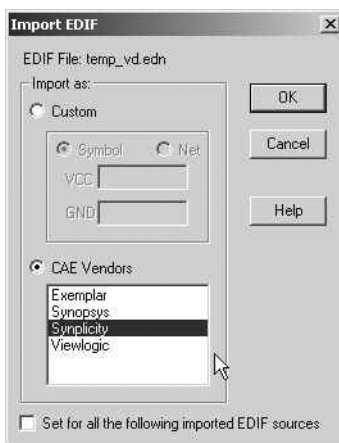 Import EDIF
EDIF File: temp_vd.edn
Import as:
Custom
Symbol Net
VCC
GND
CAE Vendors
Exemplar
Synopsys
Synplicity
Viewlogic
Set for all the following imported EDIF sources
OK
Cancel
Help